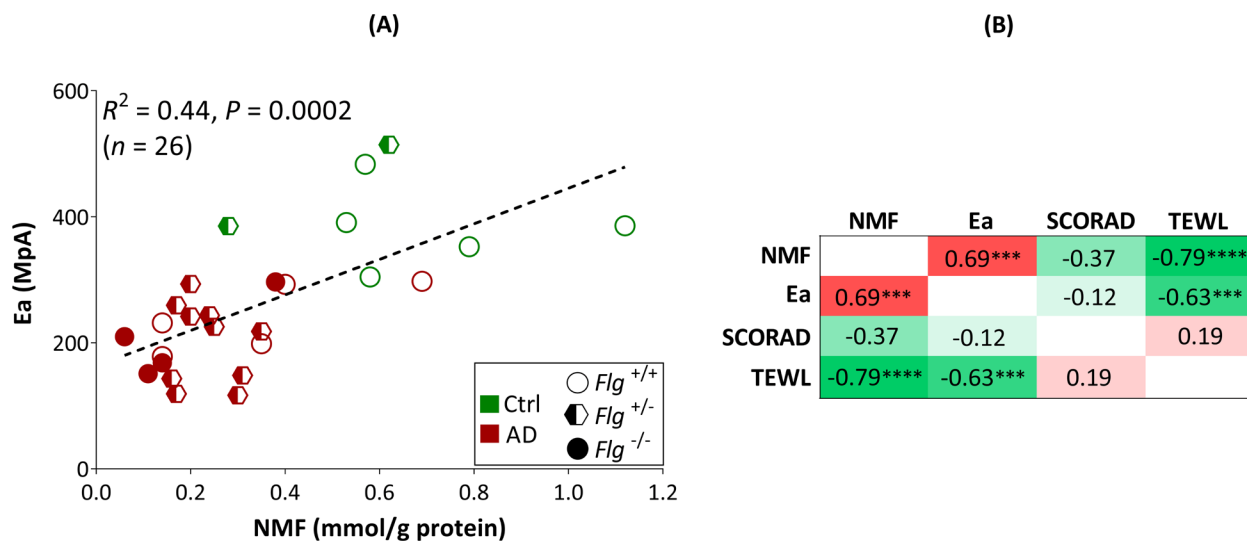 (A)
R² = 0.44, P = 0.0002
(n = 26)
600
400
200
0
Ea (MpA)
0.0 0.2 0.4 0.6 0.8 1.0 1.2
NMF (mmol/g protein)
Ctrl
AD
Flg +/+
Flg +/-
Flg -/-
(B)
NMF Ea SCORAD TEWL
NMF 0.69*** -0.37 -0.79****
Ea 0.69*** -0.12 -0.63***
SCORAD -0.37 -0.12 0.19
TEWL -0.79**** -0.63*** 0.19